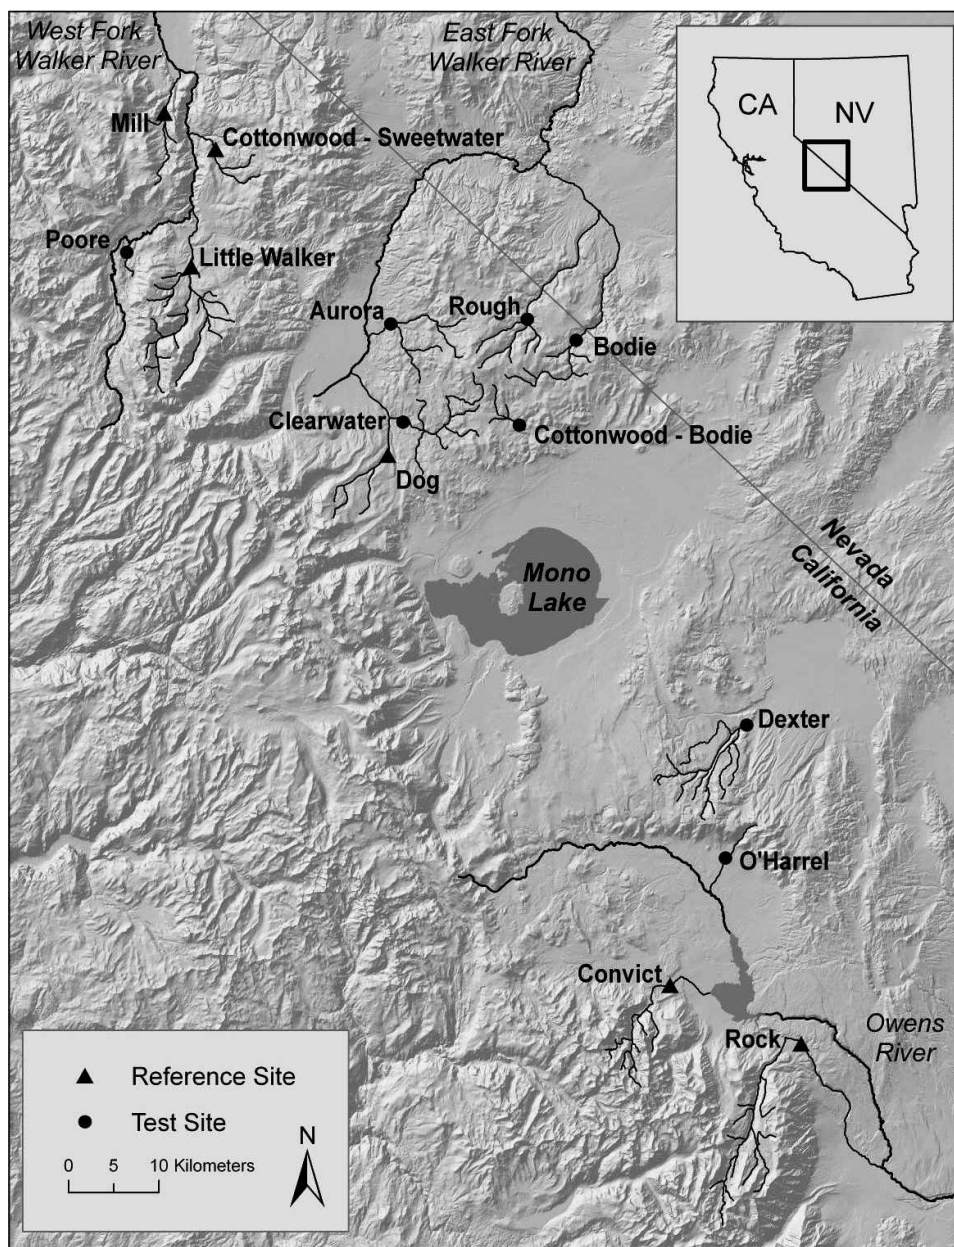 West Fork
Walker River
East Fork
Walker River
CA
NV
Mill
Cottonwood - Sweetwater
Poore
Little Walker
Aurora
Rough
Bodie
Clearwater
Cottonwood - Bodie
Dog
Nevada
California
Mono
Lake
Dexter
O'Harrel
Convict
Rock
Owens
River
Reference Site
Test Site
N
0 5 10 Kilometers